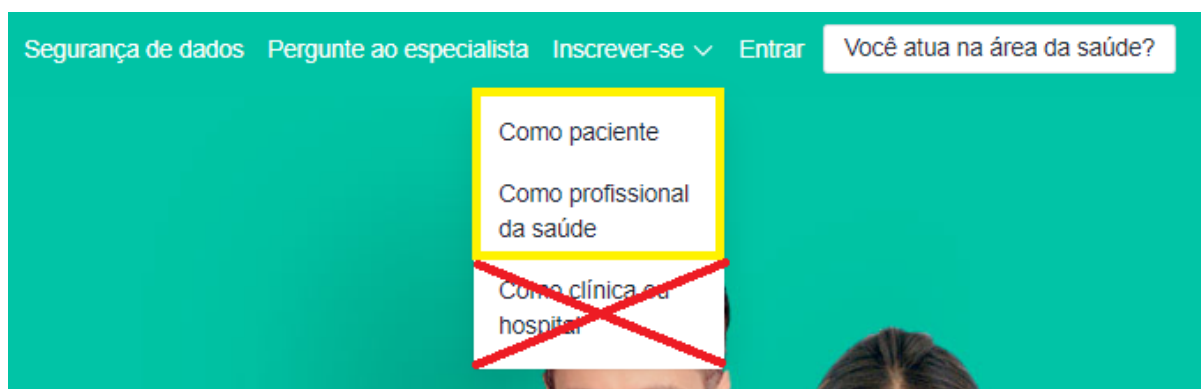 Segurança de dados Pergunte ao especialista Inscrever-se Entrar Você atua na área da saúde?
Como paciente
Como profissional
da saúde
Como clínica ou
hospital